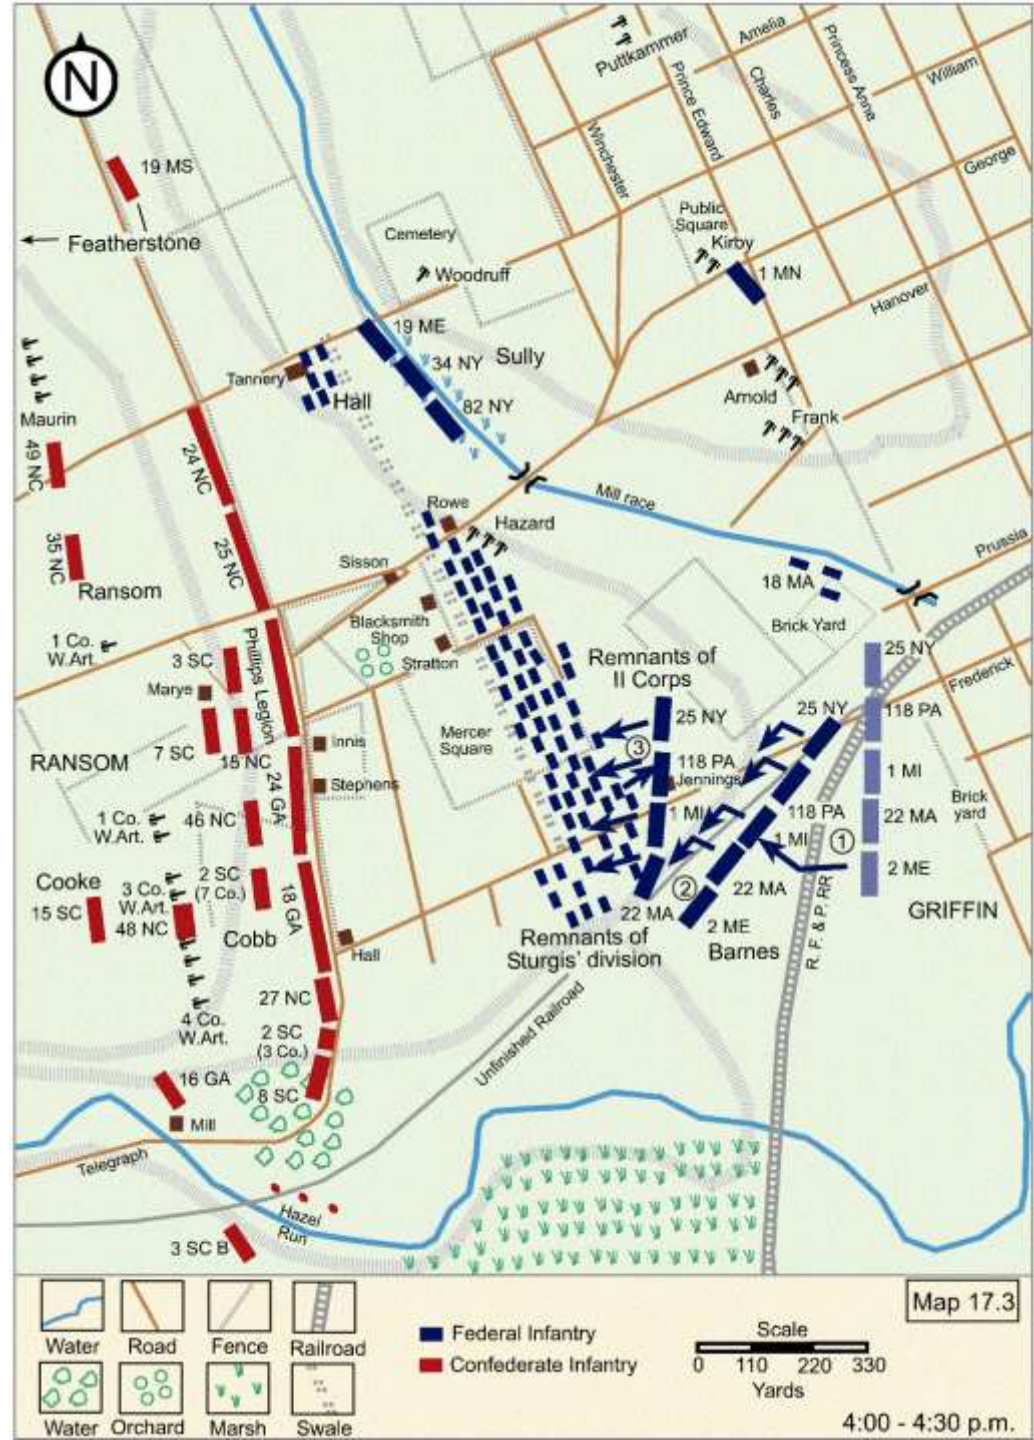 N
Puttkammer
Amelia
Princess Anne
Charles
William
Prince Edward
Winchester
George
19 MS
Featherstone
Public
Square
Cemetery
Kirby
1 MN
Woodruff
Hanover
19 ME
34 NY
Sully
82 NY
Tannery
Hall
Arnold
Frank
Maurin
49 NC
24 NC
Mill race
Rowe
Hazard
35 NC
25 NC
Sisson
Prussia
18 MA
Ransom
Blacksmith
Shop
Stratton
Brick Yard
1 Co.
W.Art.
3 SC
Phillips Legion
Marye
Remnants of
II Corps
25 NY
Frederick
25 NY
25 NY
118 PA
RANSOM
7 SC
15 NC
Innis
Mercer
Square
3
118 PA
Jennings
1 MI
24 GA
Stephens
1 MI
118 PA
1 MI
1
22 MA
Brick
yard
1 Co.
W.Art.
46 NC
Cooke
15 SC
3 Co.
W.Art.
48 NC
2 SC
(7 Co.)
18 GA
Cobb
22 MA
2
22 MA
2 ME
2 ME
GRIFFIN
Hall
Remnants of
Sturgis' division
Barnes
R. F. & P. RR
27 NC
4 Co.
W.Art.
2 SC
(3 Co.)
Unfinished Railroad
16 GA
8 SC
Mill
Telegraph
Hazel
Run
3 SC B
Water
Road
Fence
Railroad
Water
Orchard
Marsh
Swale
Federal Infantry
Confederate Infantry
Scale
0 110 220 330
Yards
Map 17.3
4:00 - 4:30 p.m.